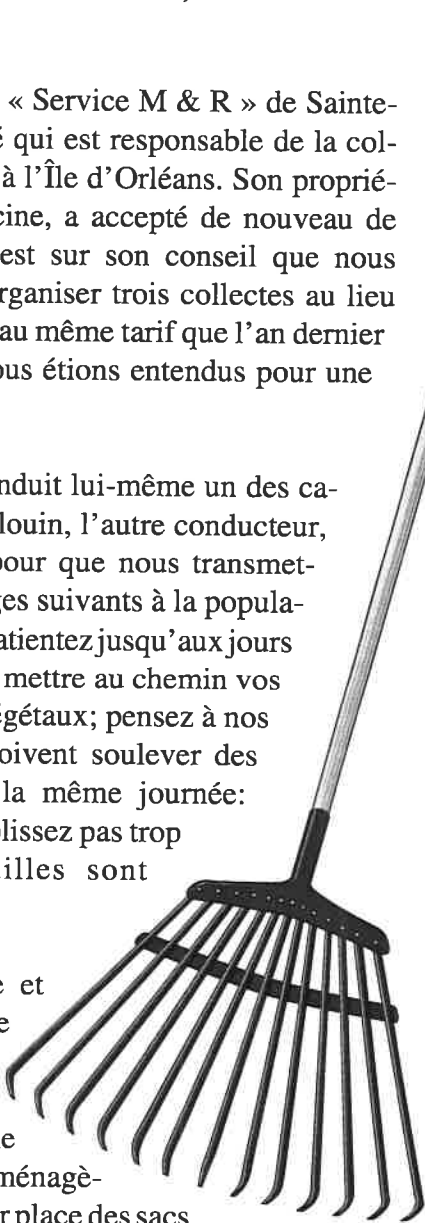 « Service M & R » de Sainte-
é qui est responsable de la col-
à l'Île d'Orléans. Son proprié-
cine, a accepté de nouveau de
est sur son conseil que nous
rganiser trois collectes au lieu
au même tarif que l'an dernier
ous étions entendus pour une
nduit lui-même un des ca-
louin, l'autre conducteur,
pour que nous transmet-
ges suivants à la popula-
atientez jusqu'aux jours
mettre au chemin vos
égétaux; pensez à nos
oivent soulever des
la même journée:
plissez pas trop
illes sont
e et
e
e
ménagè-
r place des sacs